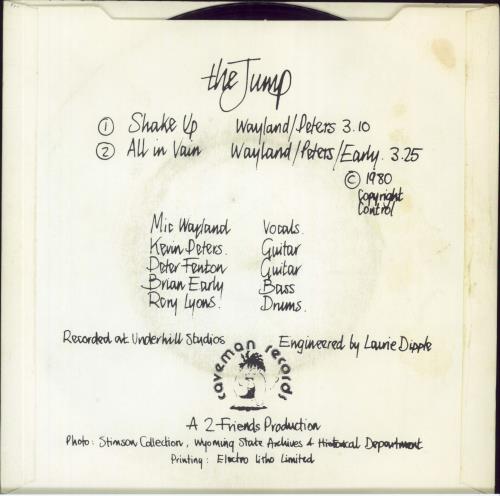 the Jump
① Shake Up Wayland/Peters 3.10
② All in Vain Wayland/Peters/Early. 3.25
© 1980
Copyright
Control
Mic Wayland Vocals.
Kevin Peters. Guitar
Peter Fenton Guitar
Brian Early Bass
Rory Lyons. Drums.
Recorded at Underhill Studios Engineered by Laurie Dipple
caveman records
A 2-Friends Production
Photo: Stimson Collection, Wyoming State Archives & Historical Department
Printing: Electro Litho Limited